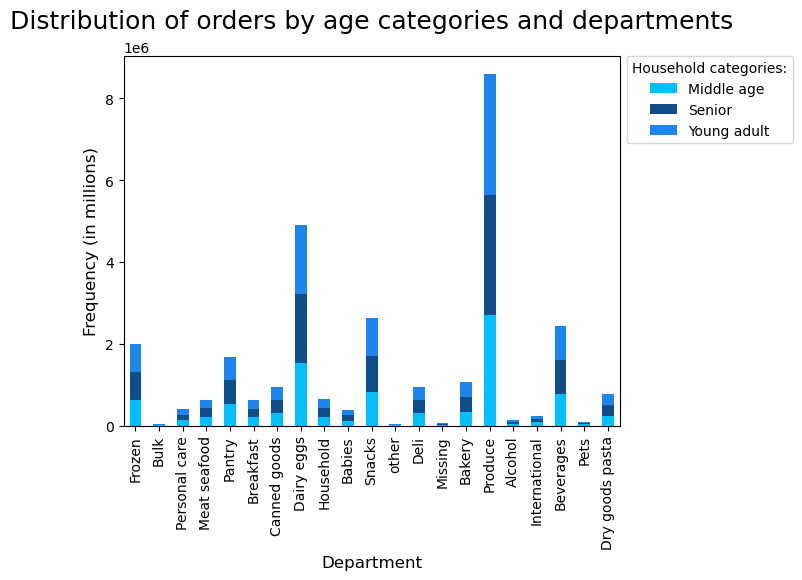 Distribution of orders by age categories and departments
1e6
Household categories:
Middle age
Senior
Young adult
Frequency (in millions)
8
6
4
2
0
Frozen
Bulk
Personal care
Meat seafood
Pantry
Breakfast
Canned goods
Dairy eggs
Household
Babies
Snacks
other
Deli
Missing
Bakery
Produce
Alcohol
International
Beverages
Pets
Dry goods pasta
Department